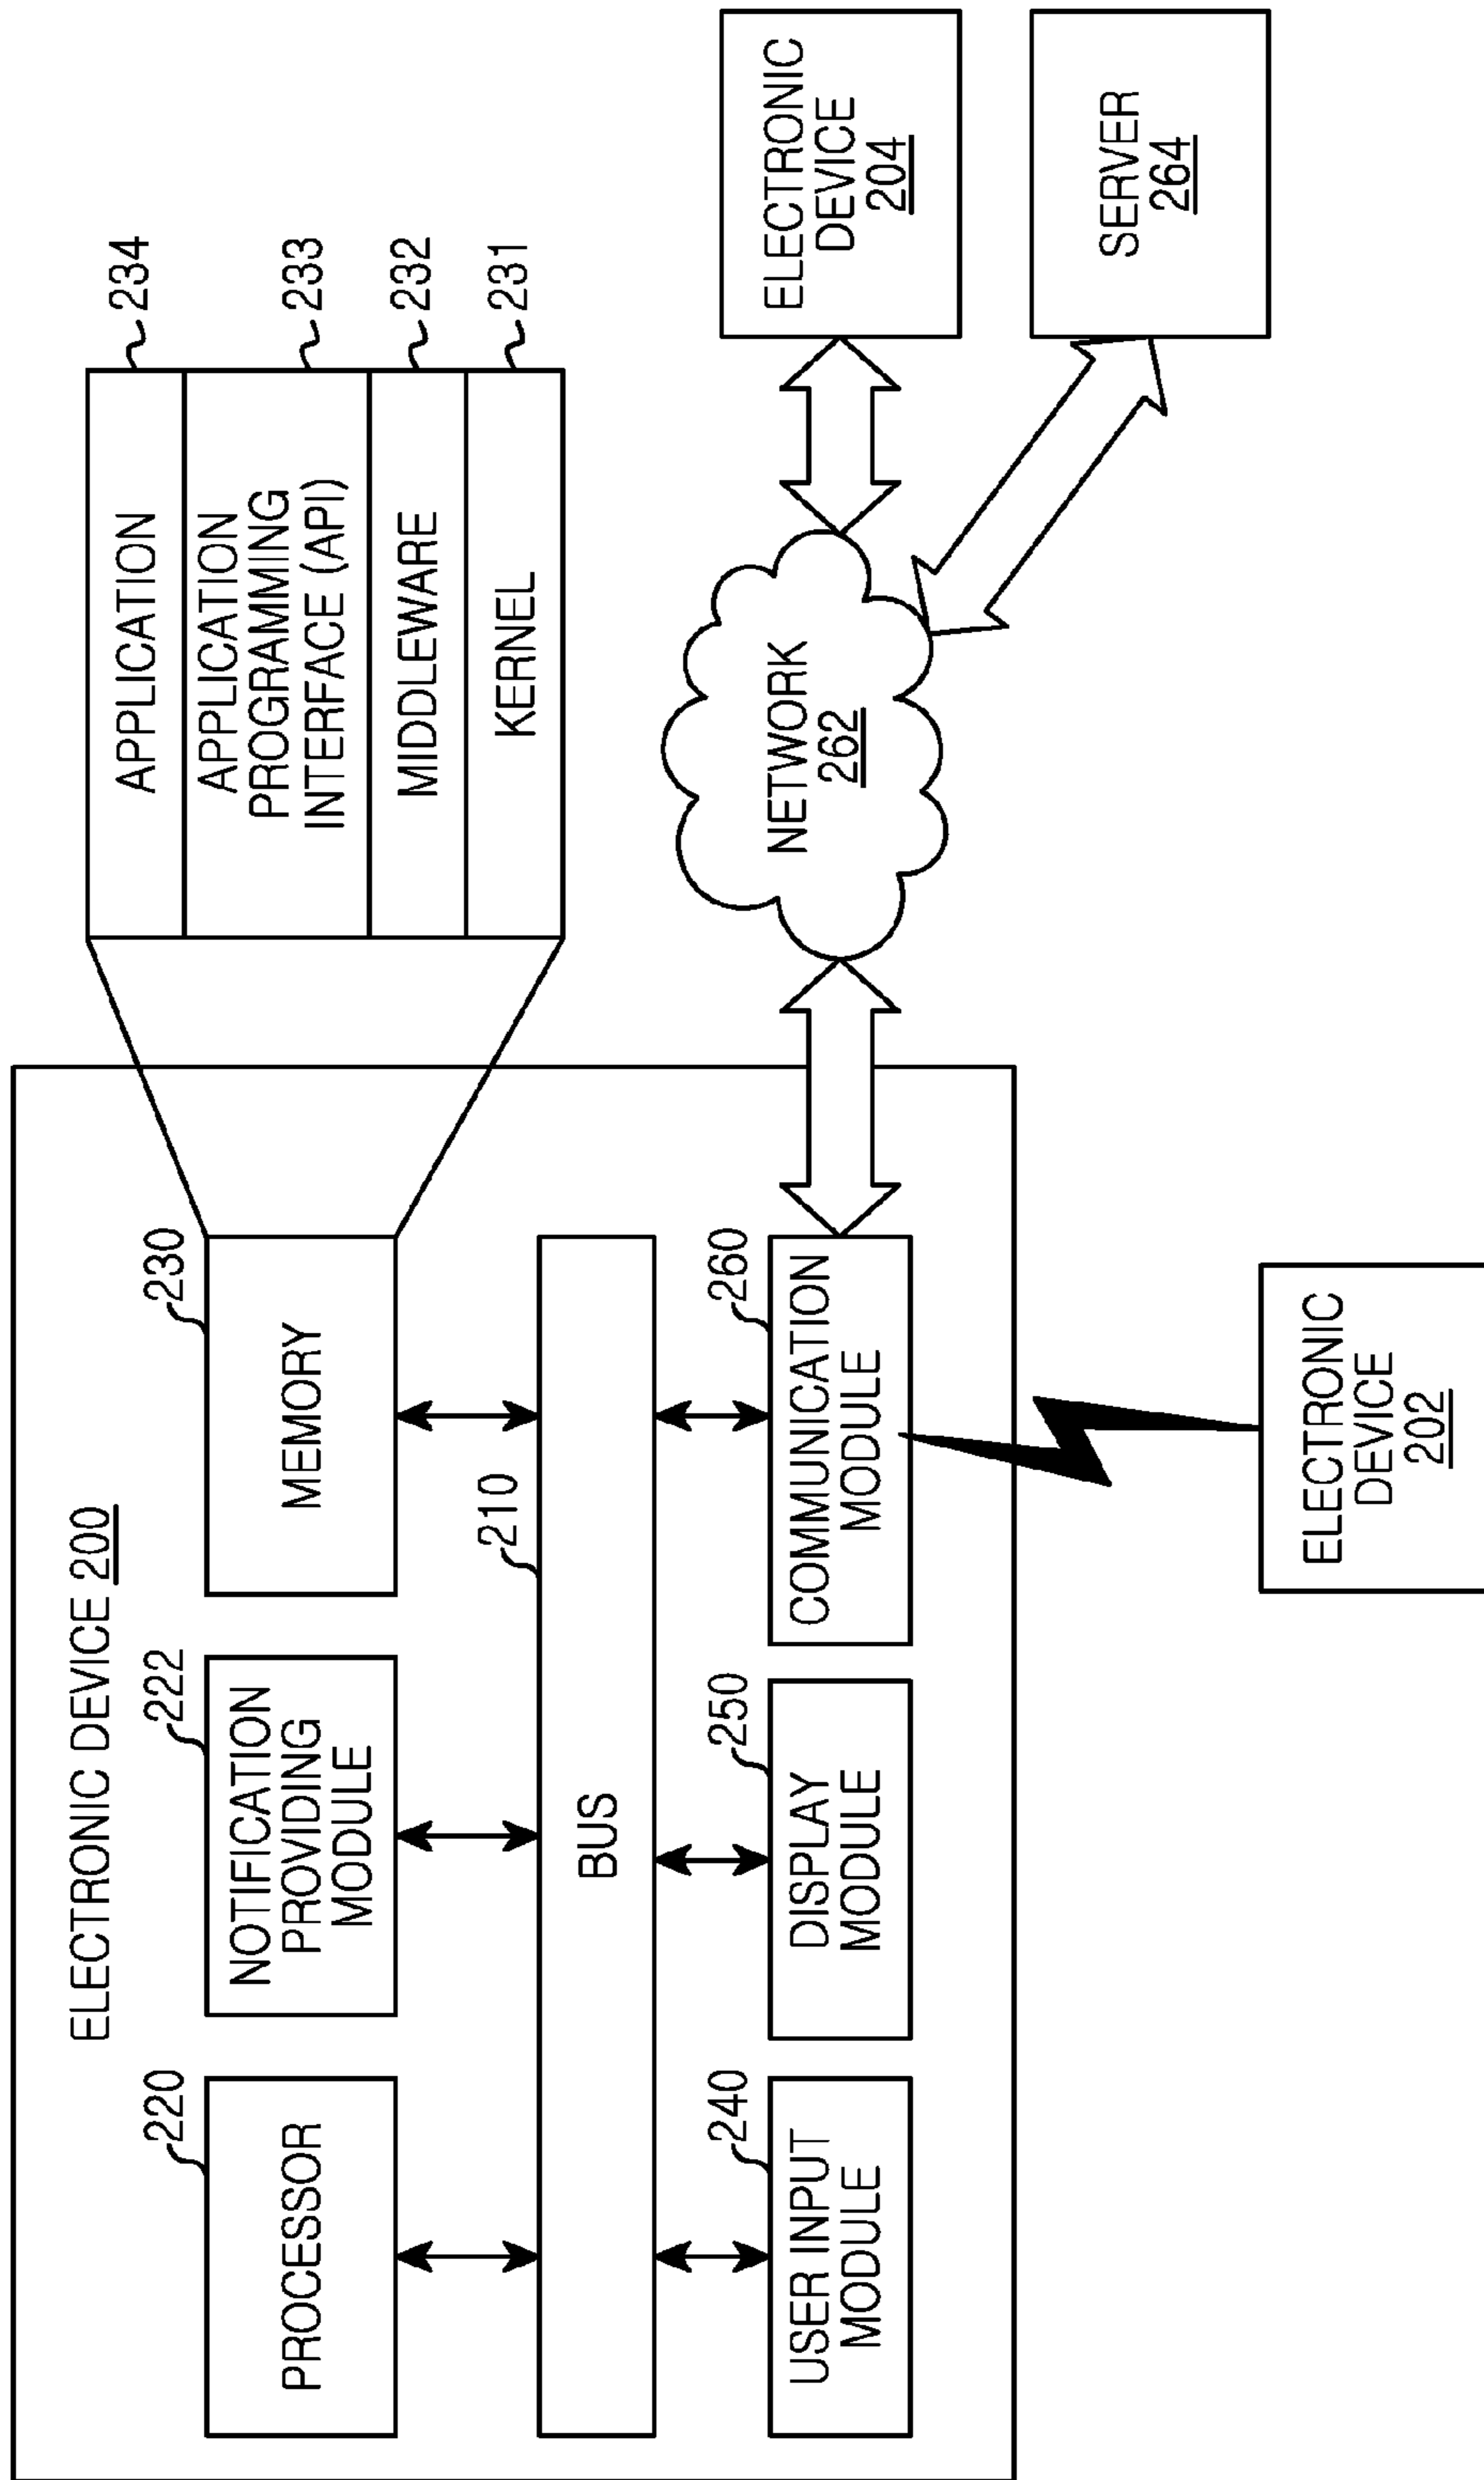 ELECTRONIC DEVICE 200
220
PROCESSOR
222
NOTIFICATION
PROVIDING
MODULE
230
MEMORY
APPLICATION
234
APPLICATION
PROGRAMING
INTERFACE (API)
233
MIDDLEWARE
232
KERNEL
231
210
BUS
240
USER INPUT
MODULE
250
DISPLAY
MODULE
260
COMMUNICATION
MODULE
NETWORK
262
ELECTRONIC
DEVICE
204
SERVER
264
ELECTRONIC
DEVICE
202